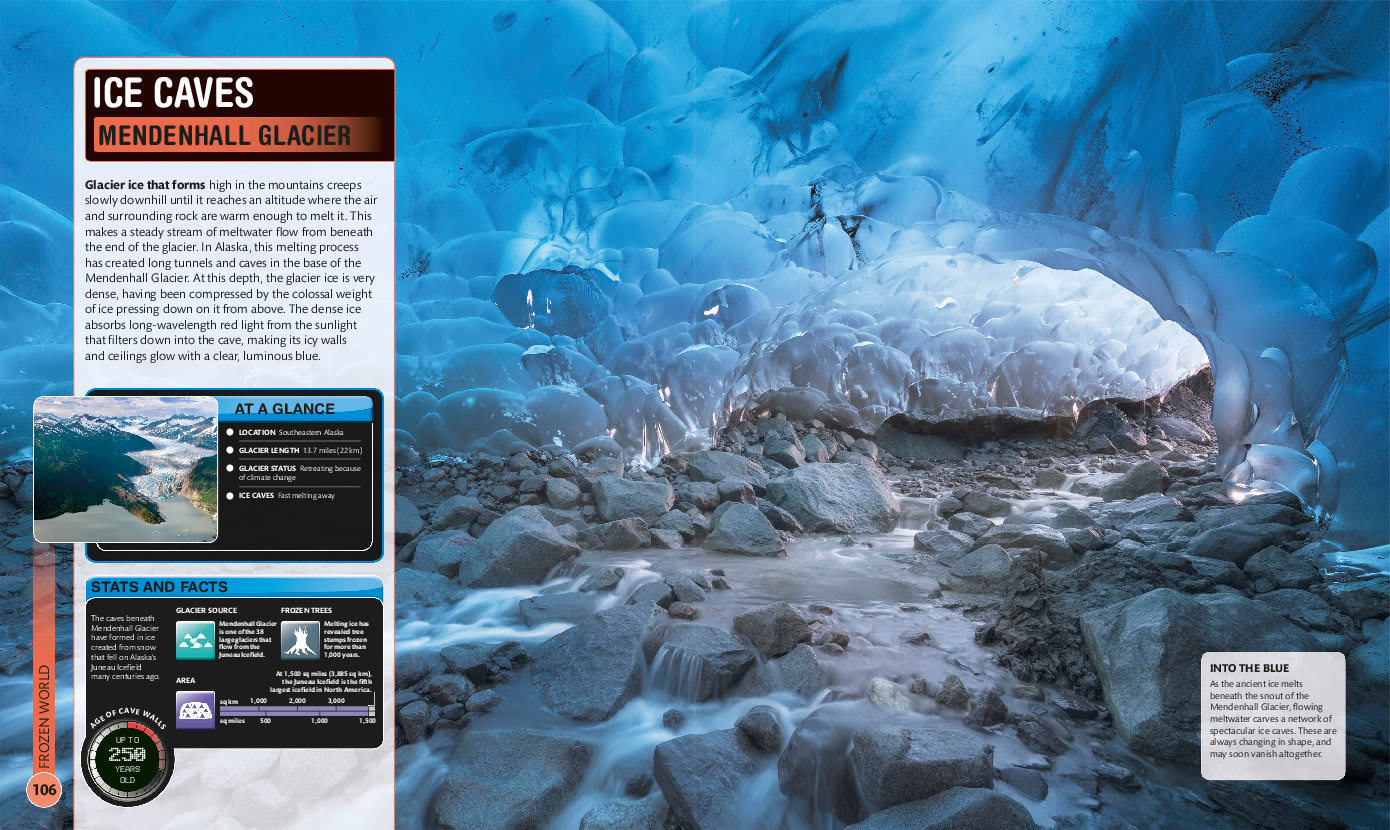 ICE CAVES
MENDENHALL GLACIER
Glacier ice that forms high in the mountains creeps
slowly downhill until it reaches an altitude where the air
and surrounding rock are warm enough to melt it. This
makes a steady stream of meltwater flow from beneath
the end of the glacier. In Alaska, this melting process
has created long tunnels and caves in the base of the
Mendenhall Glacier. At this depth, the glacier ice is very
dense, having been compressed by the colossal weight
of ice pressing down on it from above. The dense ice
absorbs long-wavelength red light from the sunlight
that filters down into the cave, making its icy walls
and ceilings glow with a clear, luminous blue.
AT A GLANCE
LOCATION Southeastern Alaska
GLACIER LENGTH 13.7 miles (22 km)
GLACIER STATUS Retreating because
of climate change
ICE CAVES Fast melting away
STATS AND FACTS
The caves beneath
Mendenhall Glacier
have formed in ice
created from snow
that fell on Alaska's
Juneau Icefield
many centuries ago.
GLACIER SOURCE
Mendenhall Glacier
is one of the 38
large glaciers that
flow from the
Juneau Icefield.
FROZEN TREES
Melting ice has
revealed tree
stumps frozen
for more than
1,000 years.
AREA
At 1,500 sq miles (3,885 sq km),
the Juneau Icefield is the fifth
largest icefield in North America.
sq km 1,000 2,000 3,000
sq miles 500 1,000 1,500
AGE OF CAVE WALLS
UP TO
250
YEARS
OLD
FROZEN WORLD
106
INTO THE BLUE
As the ancient ice melts
beneath the snout of the
Mendenhall Glacier, flowing
meltwater carves a network of
spectacular ice caves. These are
always changing in shape, and
may soon vanish altogether.